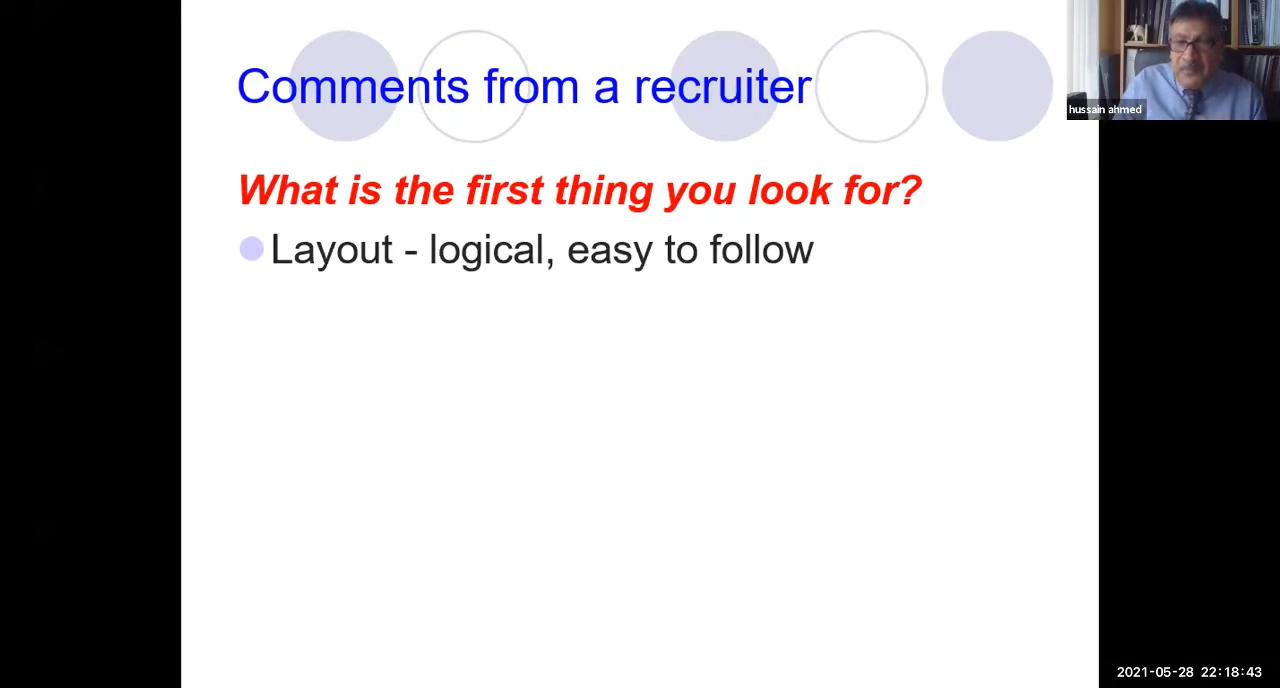 Comments from a recruiter
hussain ahmed
What is the first thing you look for?
Layout - logical, easy to follow
2021-05-28 22:18:43